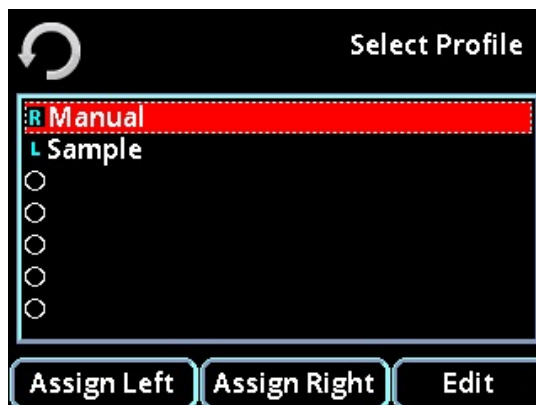 Select Profile
R Manual
L Sample
Assign Left Assign Right Edit